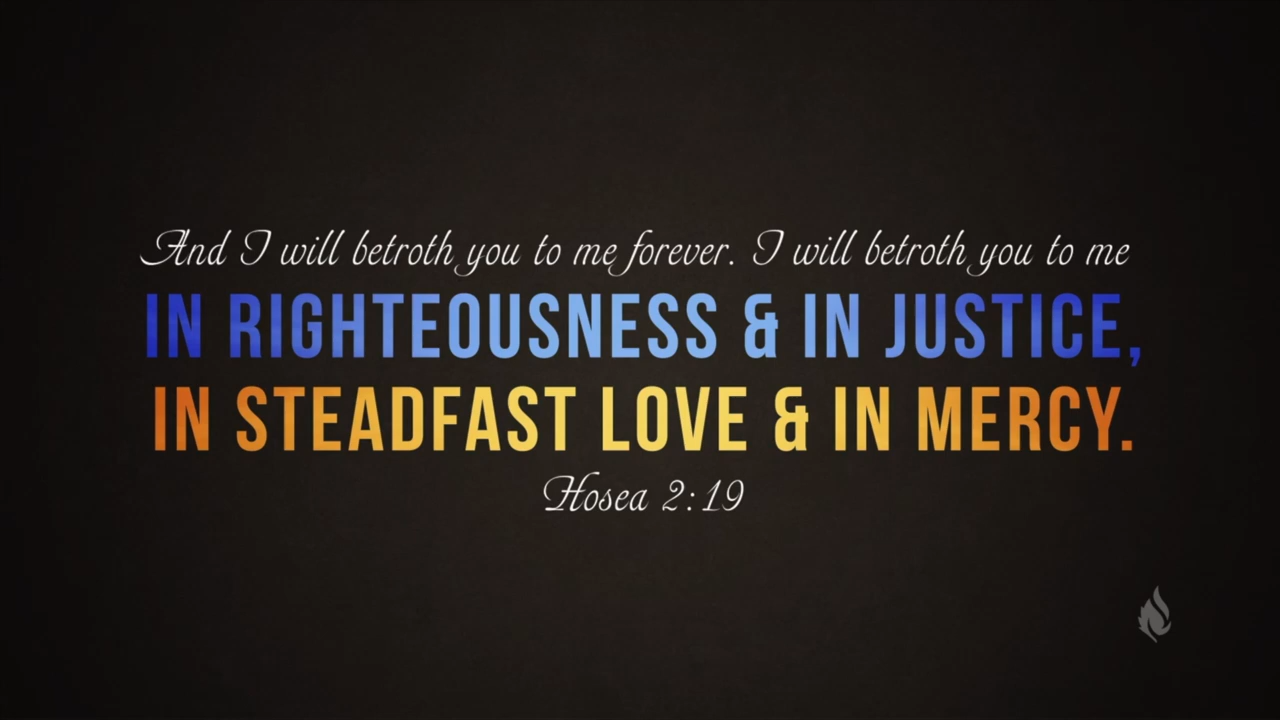 And I will betroth you to me forever. I will betroth you to me
IN RIGHTEOUSNESS & IN JUSTICE,
IN STEADFAST LOVE & IN MERCY.
Hosea 2:19